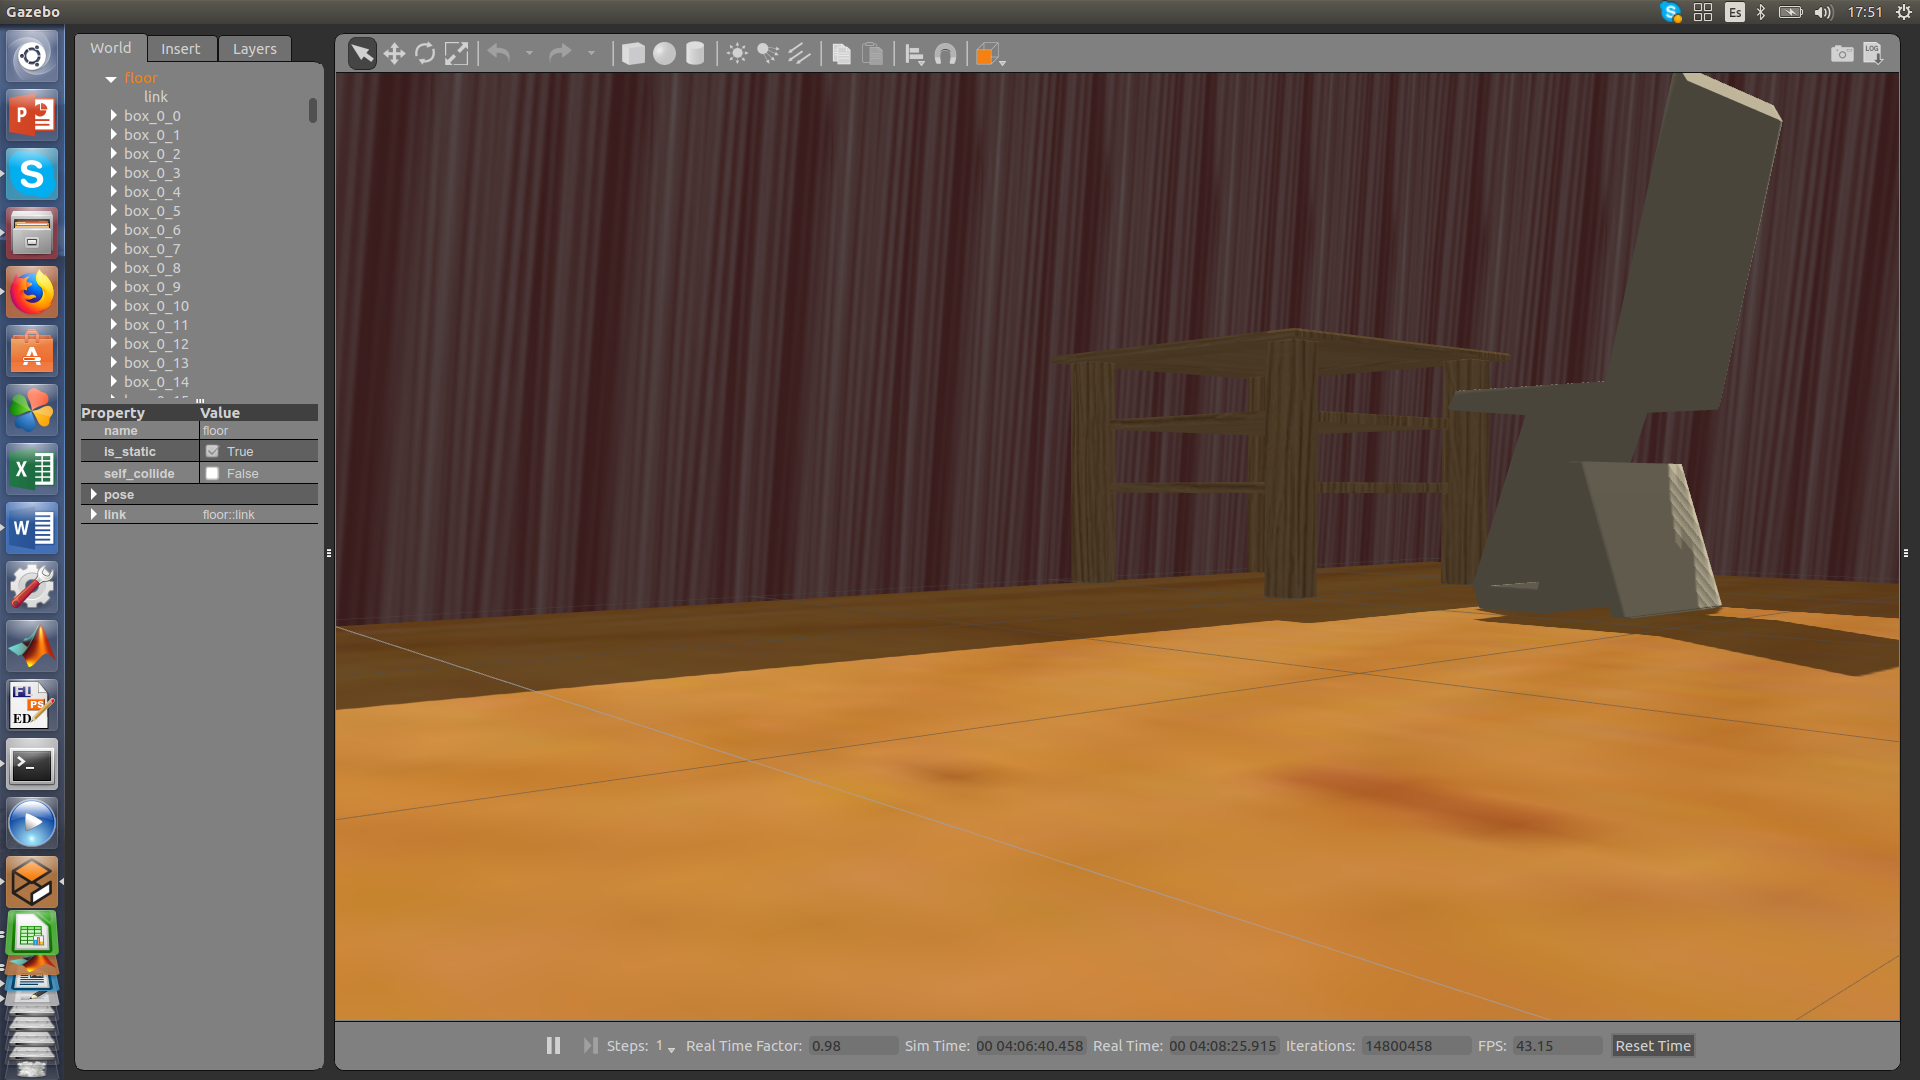 Gazebo
Es
17:51
World
Insert
Layers
LOG
floor
link
box_0_0
box_0_1
box_0_2
box_0_3
box_0_4
box_0_5
box_0_6
box_0_7
box_0_8
box_0_9
box_0_10
box_0_11
box_0_12
box_0_13
box_0_14
Property Value
name floor
is_static True
self_collide False
pose
link floor::link
Steps: 1 Real Time Factor: 0.98 Sim Time: 00 04:06:40.458 Real Time: 00 04:08:25.915 Iterations: 14800458 FPS: 43.15 Reset Time